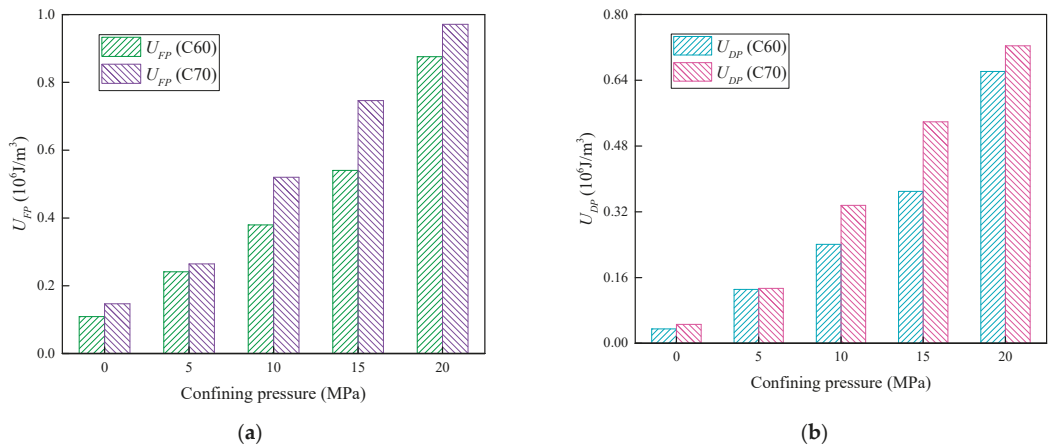 1.0
0.8
0.6
0.4
0.2
0.0
U_FP (10^6J/m^3)
U_FP (C60)
U_FP (C70)
0 5 10 15 20
Confining pressure (MPa)
(a)
0.80
0.64
0.48
0.32
0.16
0.00
U_DP (10^6J/m^3)
U_DP (C60)
U_DP (C70)
0 5 10 15 20
Confining pressure (MPa)
(b)